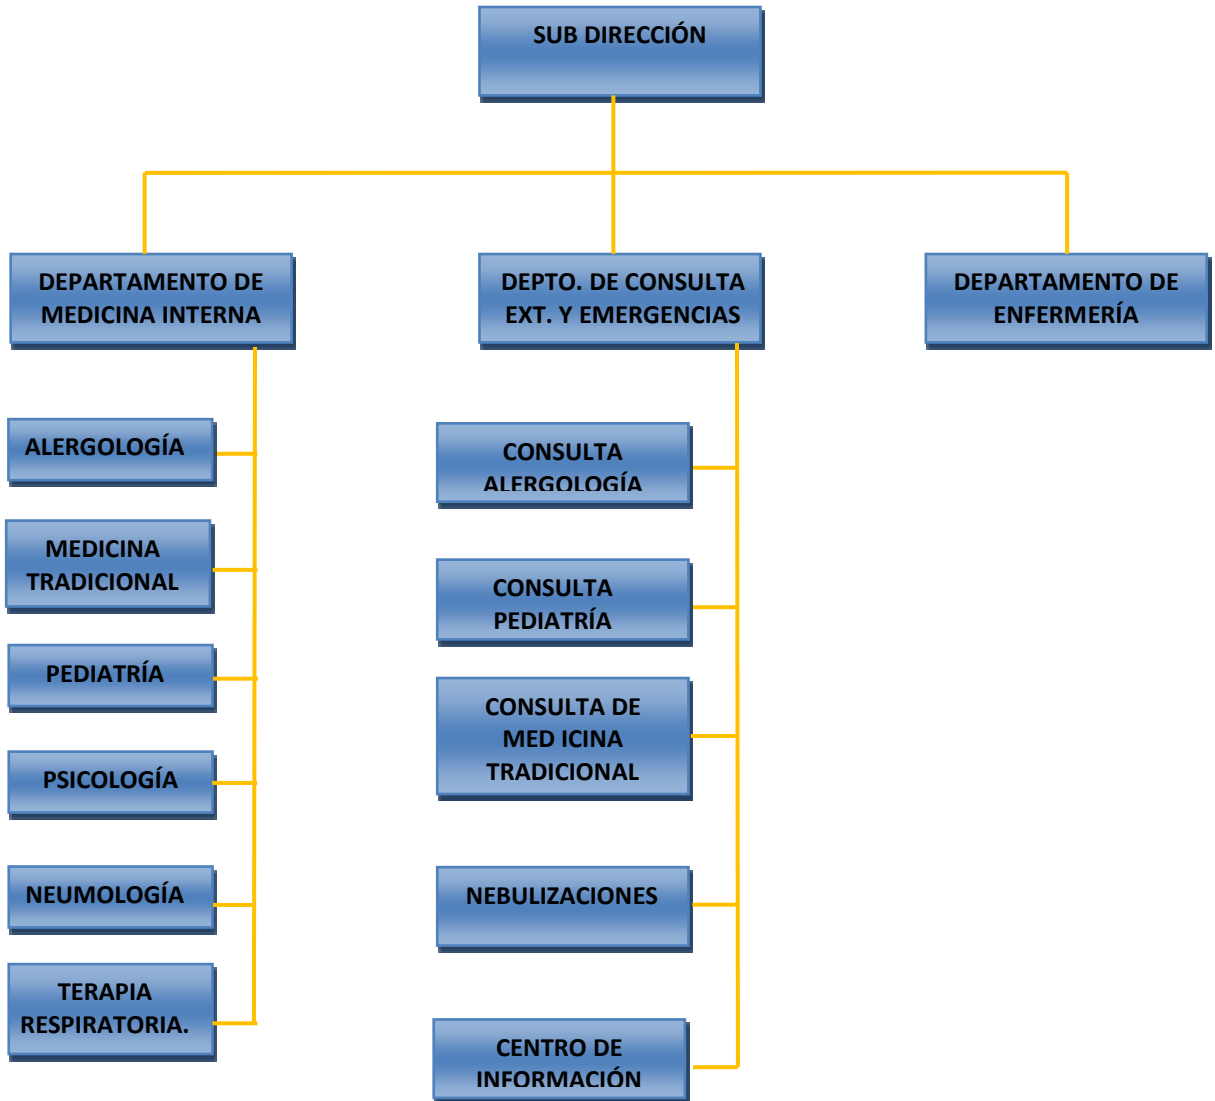 SUB DIRECCIÓN
DEPARTAMENTO DE
MEDICINA INTERNA
DEPTO. DE CONSULTA
EXT. Y EMERGENCIAS
DEPARTAMENTO DE
ENFERMERÍA
ALERGOLOGÍA
MEDICINA
TRADICIONAL
PEDIATRÍA
PSICOLOGÍA
NEUMOLOGÍA
TERAPIA
RESPIRATORIA.
CONSULTA
ALERGOLOGÍA
CONSULTA
PEDIATRÍA
CONSULTA DE
MED ICINA
TRADICIONAL
NEBULIZACIONES
CENTRO DE
INFORMACIÓN